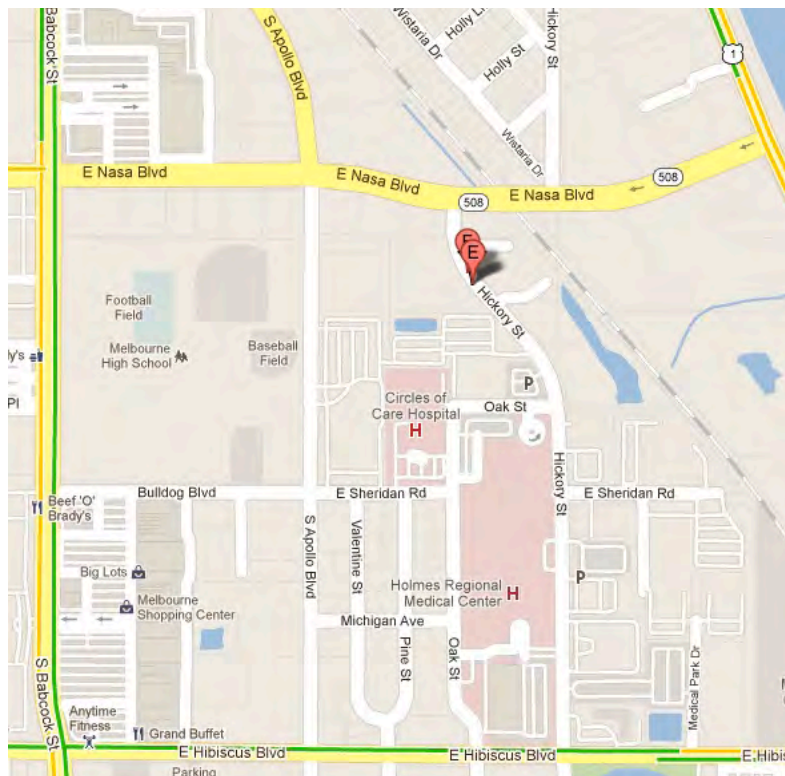 Babcock St
S Apollo Blvd
Wistaria Dr
Holly St
Hickory St
1
Wistaria Dr
E Nasa Blvd
E Nasa Blvd
508
E Nasa Blvd
508
E
Football
Field
Hickory St
Melbourne
High School
Baseball
Field
dy's
PI
P
Circles of
Care Hospital
H
Oak St
Hickory St
Bulldog Blvd
E Sheridan Rd
E Sheridan Rd
Beef 'O'
Brady's
S Apollo Blvd
Valentine St
Big Lots
Melbourne
Shopping Center
Holmes Regional
Medical Center
H
P
Michigan Ave
Pine St
Oak St
Medical Park Dr
S Babcock St
Anytime
Fitness
Grand Buffet
E Hibiscus Blvd
E Hibiscus Blvd
E Hibis
Parking